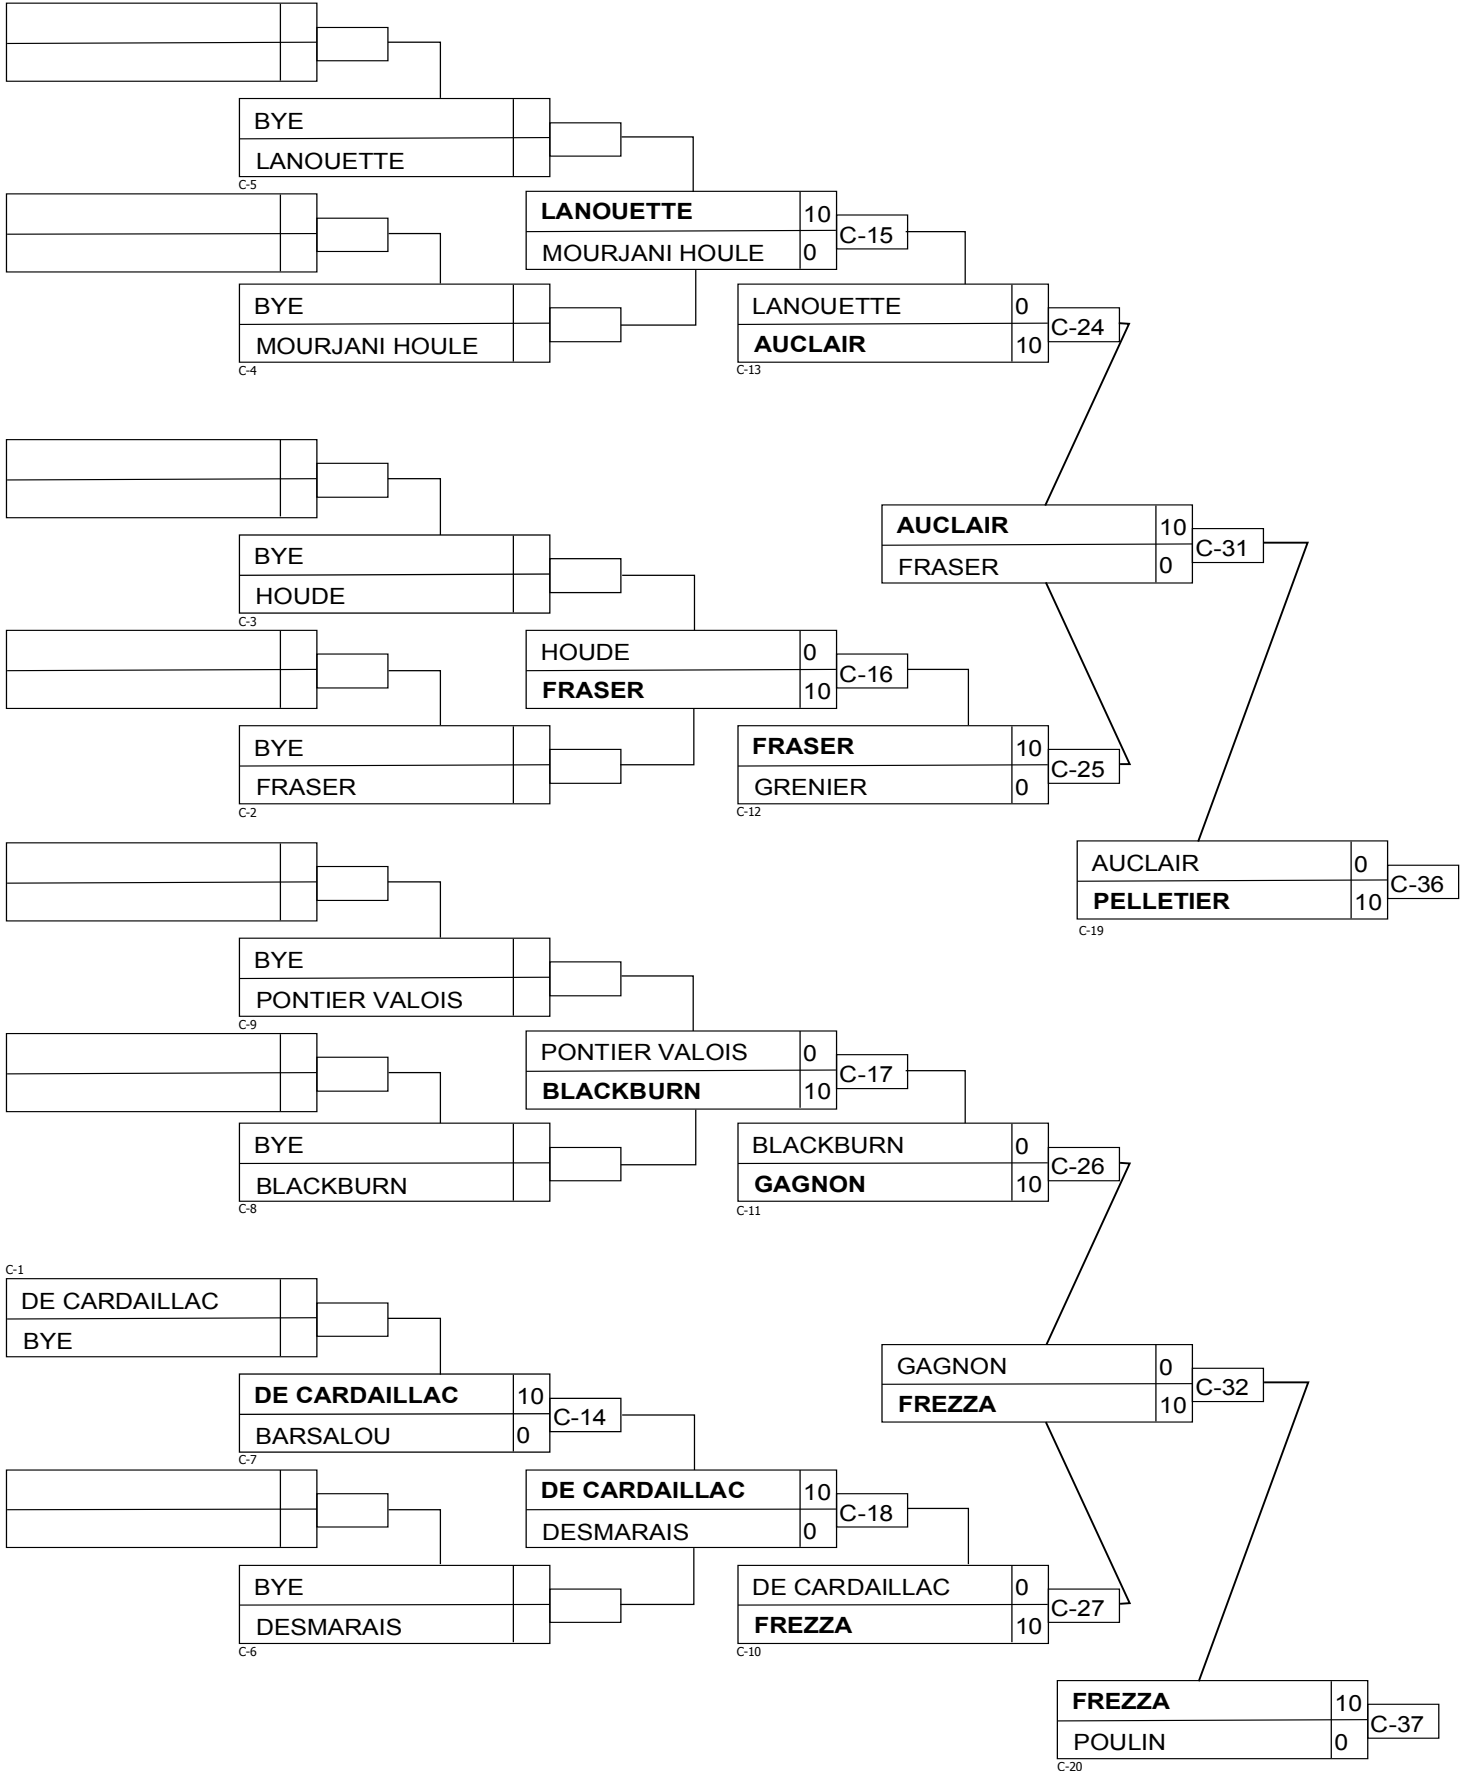 BYE
LANOUETTE
C-5
LANOUETTE 10
MOURJANI HOULE 0
C-15
BYE
MOURJANI HOULE
C-4
LANOUETTE 0
AUCLAIR 10
C-24
C-13
BYE
HOUDE
C-3
AUCLAIR 10
FRASER 0
C-31
HOUDE 0
FRASER 10
C-16
BYE
FRASER
C-2
FRASER 10
GRENIER 0
C-25
C-12
AUCLAIR 0
PELLETIER 10
C-36
C-19
BYE
PONTIER VALOIS
C-9
PONTIER VALOIS 0
BLACKBURN 10
C-17
BYE
BLACKBURN
C-8
BLACKBURN 0
GAGNON 10
C-26
C-11
C-1
DE CARDAILLAC
BYE
DE CARDAILLAC 10
BARSALOU 0
C-14
C-7
GAGNON 0
FREZZA 10
C-32
DE CARDAILLAC 10
DESMARAIS 0
C-18
BYE
DESMARAIS
C-6
DE CARDAILLAC 0
FREZZA 10
C-27
C-10
FREZZA 10
POULIN 0
C-37
C-20